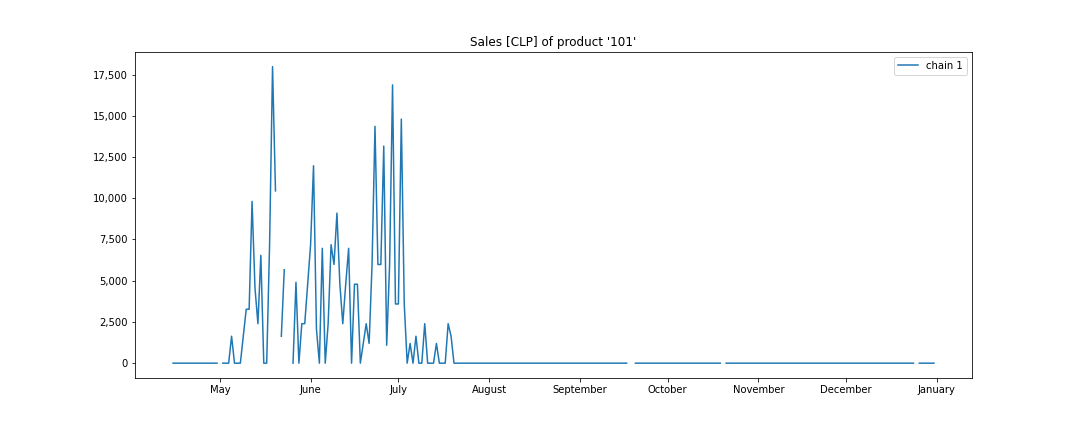 Sales [CLP] of product '101'
chain 1
17,500
15,000
12,500
10,000
7,500
5,000
2,500
0
May June July August September October November December January